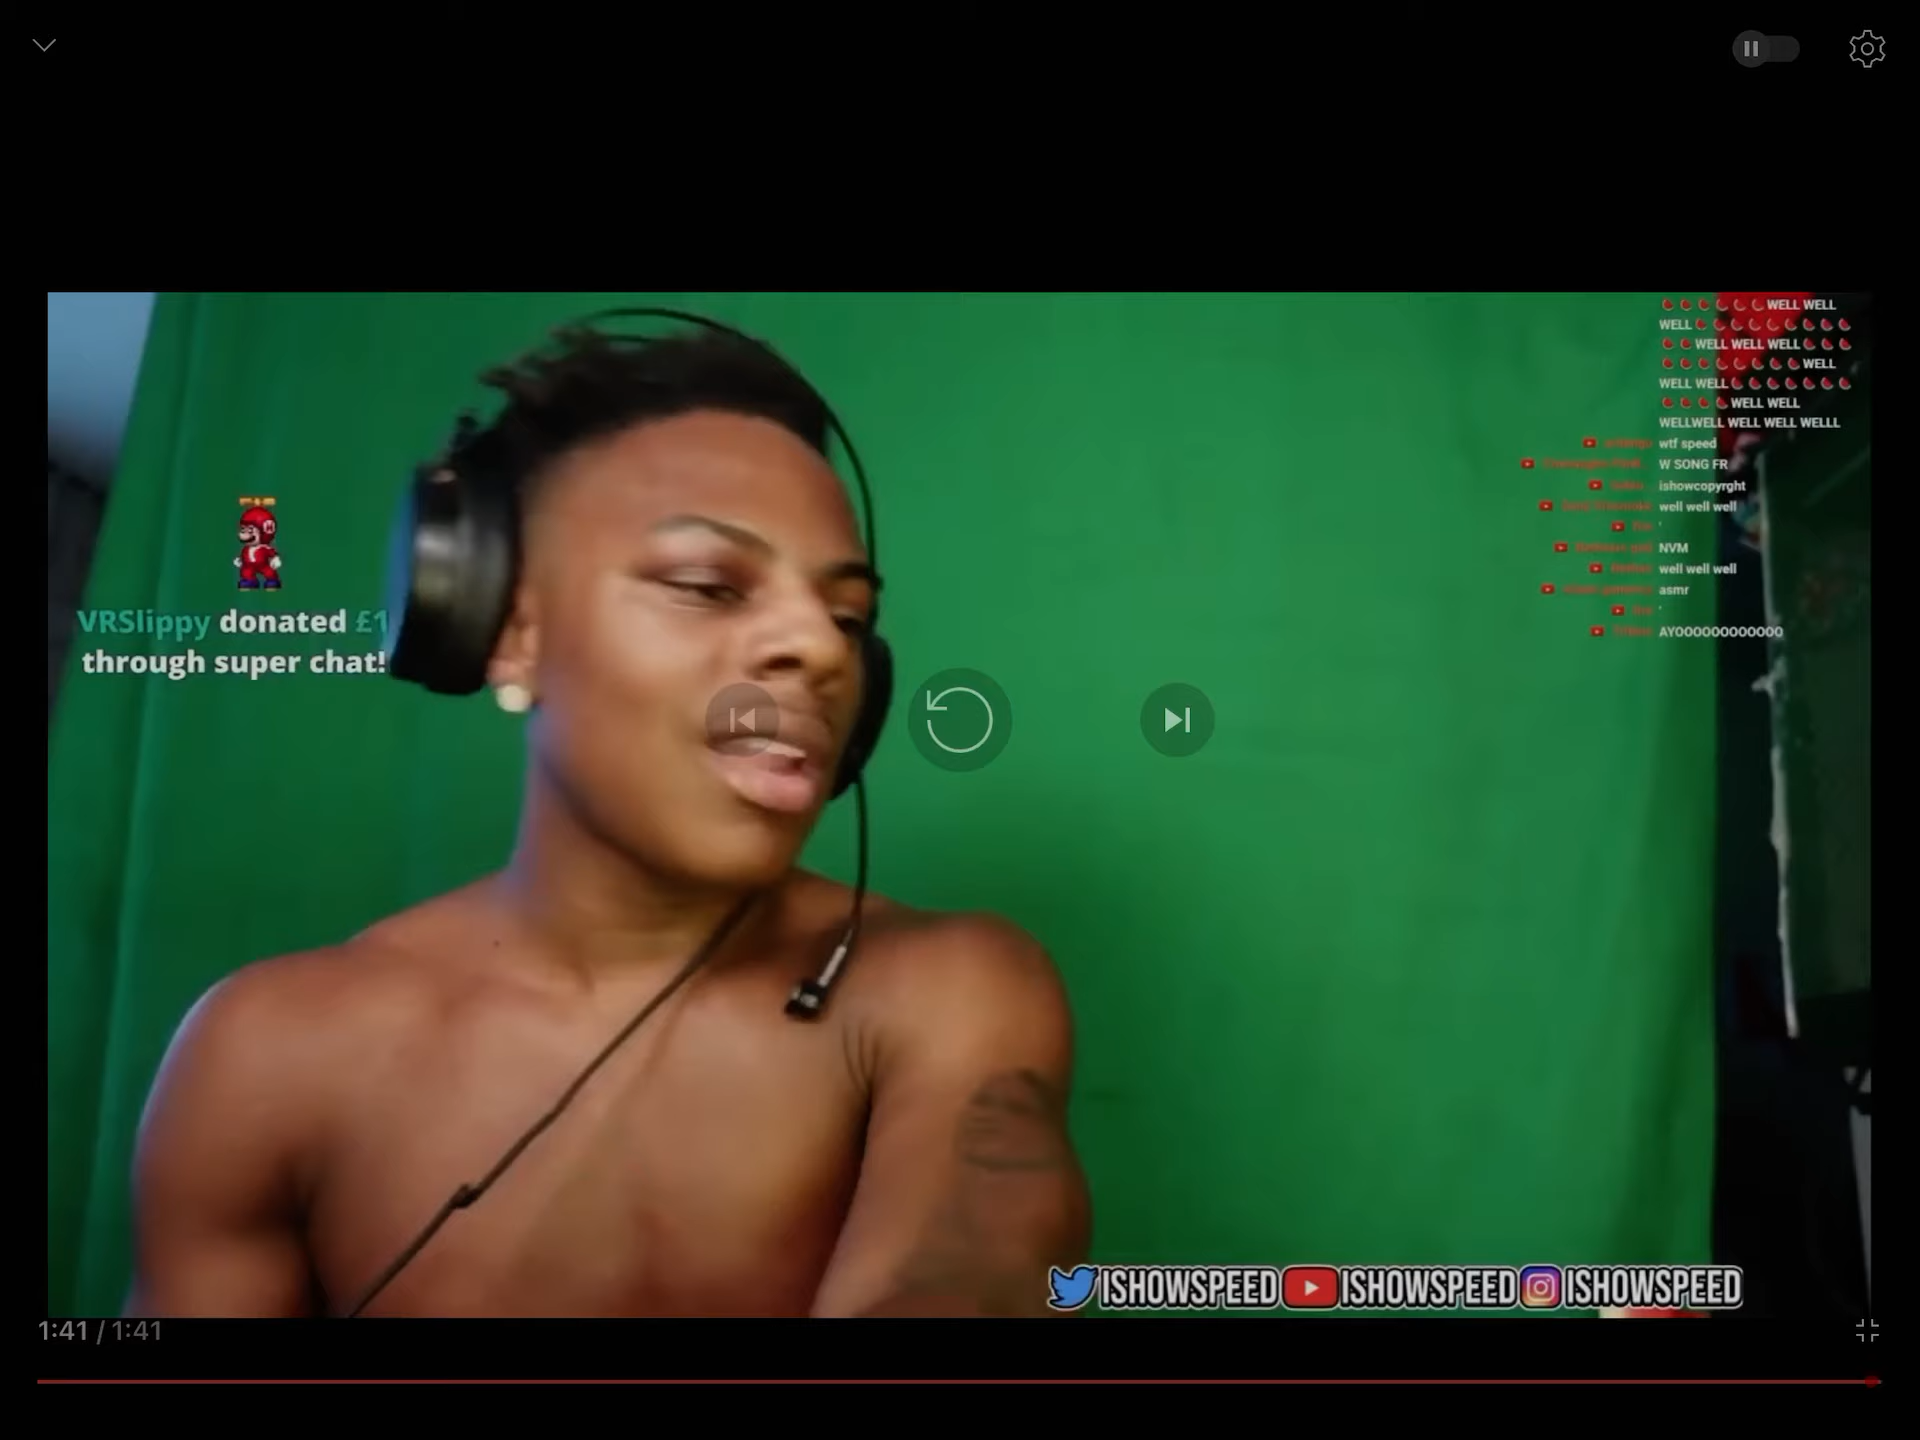 WELL WELL
WELL
WELL WELL WELL
WELL
WELL WELL
WELL WELL
WELLWELL WELL WELL WELLL
wtf speed
W SONG FR
ishowcopyrght
well well well
'
NVM
well well well
asmr
'
AYOOOOOOOOOOOO
VRSlippy donated £1
through super chat!
ISHOWSPEED ISHOWSPEED ISHOWSPEED
1:41 / 1:41